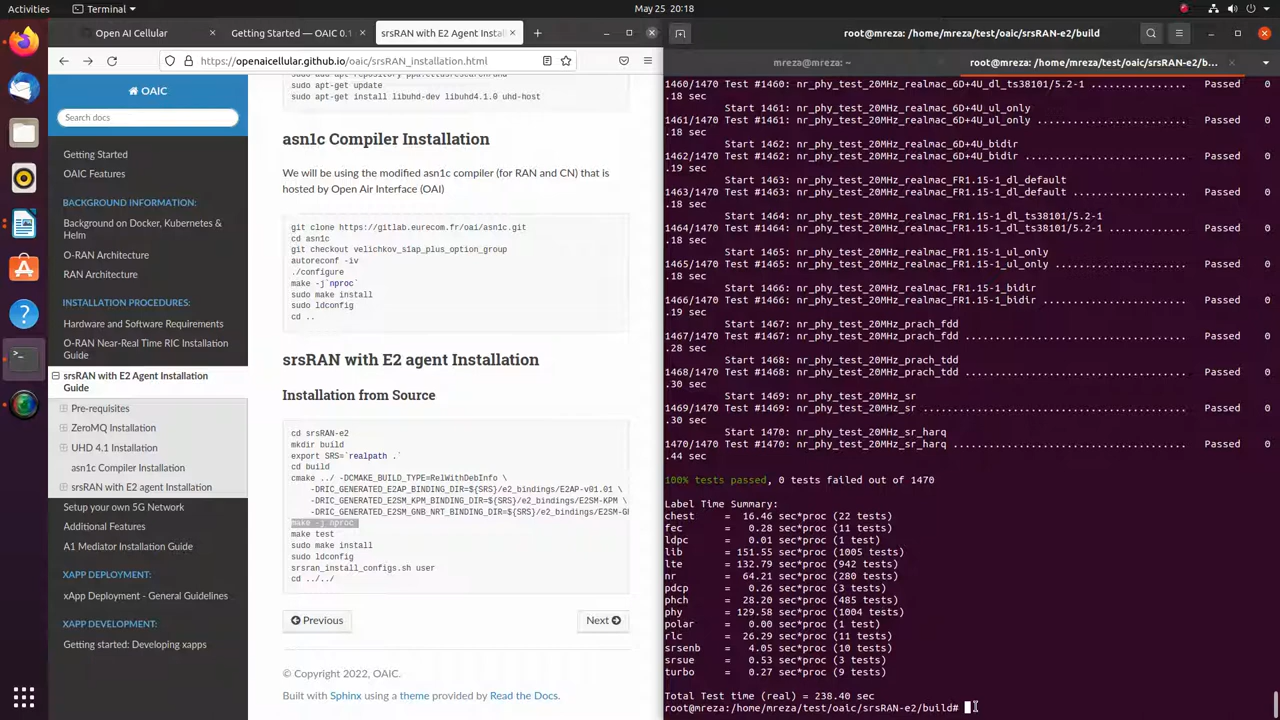 Activities
Terminal
May 25 20:18
Open AI Cellular
Getting Started — OAIC 0.1
srsRAN with E2 Agent Instal
https://openaicellular.github.io/oaic/srsRAN_installation.html
OAIC
Search docs
Getting Started
OAIC Features
BACKGROUND INFORMATION:
Background on Docker, Kubernetes &
Helm
O-RAN Architecture
RAN Architecture
INSTALLATION PROCEDURES:
Hardware and Software Requirements
O-RAN Near-Real Time RIC Installation
Guide
srsRAN with E2 Agent Installation
Guide
Pre-requisites
ZeroMQ Installation
UHD 4.1 Installation
asn1c Compiler Installation
srsRAN with E2 agent Installation
Setup your own 5G Network
Additional Features
A1 Mediator Installation Guide
XAPP DEPLOYMENT:
xApp Deployment - General Guidelines
XAPP DEVELOPMENT:
Getting started: Developing xapps
sudo apt-get update
sudo apt-get install libuhd-dev libuhd4.1.0 uhd-host
asn1c Compiler Installation
We will be using the modified asn1c compiler (for RAN and CN) that is
hosted by Open Air Interface (OAI)
git clone https://gitlab.eurecom.fr/oai/asn1c.git
cd asn1c
git checkout velichkov_s1ap_plus_option_group
autoreconf -iv
./configure
make -j`nproc`
sudo make install
sudo ldconfig
cd ..
srsRAN with E2 agent Installation
Installation from Source
cd srsRAN-e2
mkdir build
export SRS=`realpath .`
cd build
cmake ../ -DCMAKE_BUILD_TYPE=RelWithDebInfo \
-DRIC_GENERATED_E2AP_BINDING_DIR=${SRS}/e2_bindings/E2AP-v01.01 \
-DRIC_GENERATED_E2SM_KPM_BINDING_DIR=${SRS}/e2_bindings/E2SM-KPM \
-DRIC_GENERATED_E2SM_GNB_NRT_BINDING_DIR=${SRS}/e2_bindings/E2SM-G
make -j nproc
make test
sudo make install
sudo ldconfig
srsran_install_configs.sh user
cd ../../
Previous
Next
© Copyright 2022, OAIC.
Built with Sphinx using a theme provided by Read the Docs.
root@mreza: /home/mreza/test/oaic/srsRAN-e2/build
mreza@mreza: ~
root@mreza: /home/mreza/test/oaic/srsRAN-e2/b...
1460/1470 Test #1460: nr_phy_test_20MHz_realmac_6D+4U_dl_ts38101/5.2-1 ................ Passed 0
.18 sec
Start 1461: nr_phy_test_20MHz_realmac_6D+4U_ul_only
1461/1470 Test #1461: nr_phy_test_20MHz_realmac_6D+4U_ul_only .......................... Passed 0
.18 sec
Start 1462: nr_phy_test_20MHz_realmac_6D+4U_bidir
1462/1470 Test #1462: nr_phy_test_20MHz_realmac_6D+4U_bidir ............................ Passed 0
.19 sec
Start 1463: nr_phy_test_20MHz_realmac_FR1.15-1_dl_default
1463/1470 Test #1463: nr_phy_test_20MHz_realmac_FR1.15-1_dl_default .................... Passed 0
.18 sec
Start 1464: nr_phy_test_20MHz_realmac_FR1.15-1_dl_ts38101/5.2-1
1464/1470 Test #1464: nr_phy_test_20MHz_realmac_FR1.15-1_dl_ts38101/5.2-1 .............. Passed 0
.18 sec
Start 1465: nr_phy_test_20MHz_realmac_FR1.15-1_ul_only
1465/1470 Test #1465: nr_phy_test_20MHz_realmac_FR1.15-1_ul_only ....................... Passed 0
.18 sec
Start 1466: nr_phy_test_20MHz_realmac_FR1.15-1_bidir
1466/1470 Test #1466: nr_phy_test_20MHz_realmac_FR1.15-1_bidir ......................... Passed 0
.19 sec
Start 1467: nr_phy_test_20MHz_prach_fdd
1467/1470 Test #1467: nr_phy_test_20MHz_prach_fdd ...................................... Passed 0
.28 sec
Start 1468: nr_phy_test_20MHz_prach_tdd
1468/1470 Test #1468: nr_phy_test_20MHz_prach_tdd ...................................... Passed 0
.30 sec
Start 1469: nr_phy_test_20MHz_sr
1469/1470 Test #1469: nr_phy_test_20MHz_sr ............................................. Passed 0
.30 sec
Start 1470: nr_phy_test_20MHz_sr_harq
1470/1470 Test #1470: nr_phy_test_20MHz_sr_harq ........................................ Passed 0
.44 sec
100% tests passed, 0 tests failed out of 1470
Label Time Summary:
chest = 16.46 sec*proc (22 tests)
fec = 0.28 sec*proc (11 tests)
ldpc = 0.01 sec*proc (1 test)
lib = 151.55 sec*proc (1005 tests)
lte = 132.79 sec*proc (942 tests)
nr = 64.21 sec*proc (280 tests)
pdcp = 0.26 sec*proc (3 tests)
phch = 28.20 sec*proc (485 tests)
phy = 129.58 sec*proc (1004 tests)
polar = 0.00 sec*proc (1 test)
rlc = 26.29 sec*proc (11 tests)
srsenb = 4.05 sec*proc (10 tests)
srsue = 0.53 sec*proc (3 tests)
turbo = 0.27 sec*proc (9 tests)
Total Test time (real) = 238.40 sec
root@mreza:/home/mreza/test/oaic/srsRAN-e2/build#